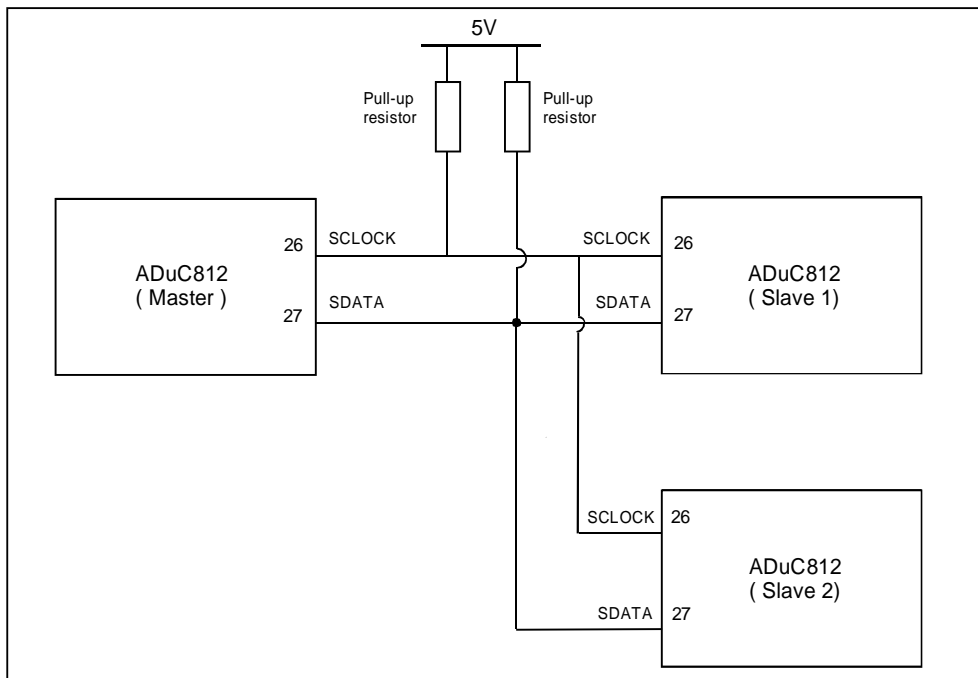 5V
Pull-up
resistor
Pull-up
resistor
ADuC812
( Master )
26
SCLOCK
27
SDATA
SCLOCK
26
SDATA
27
ADuC812
( Slave 1)
SCLOCK
26
SDATA
27
ADuC812
( Slave 2)